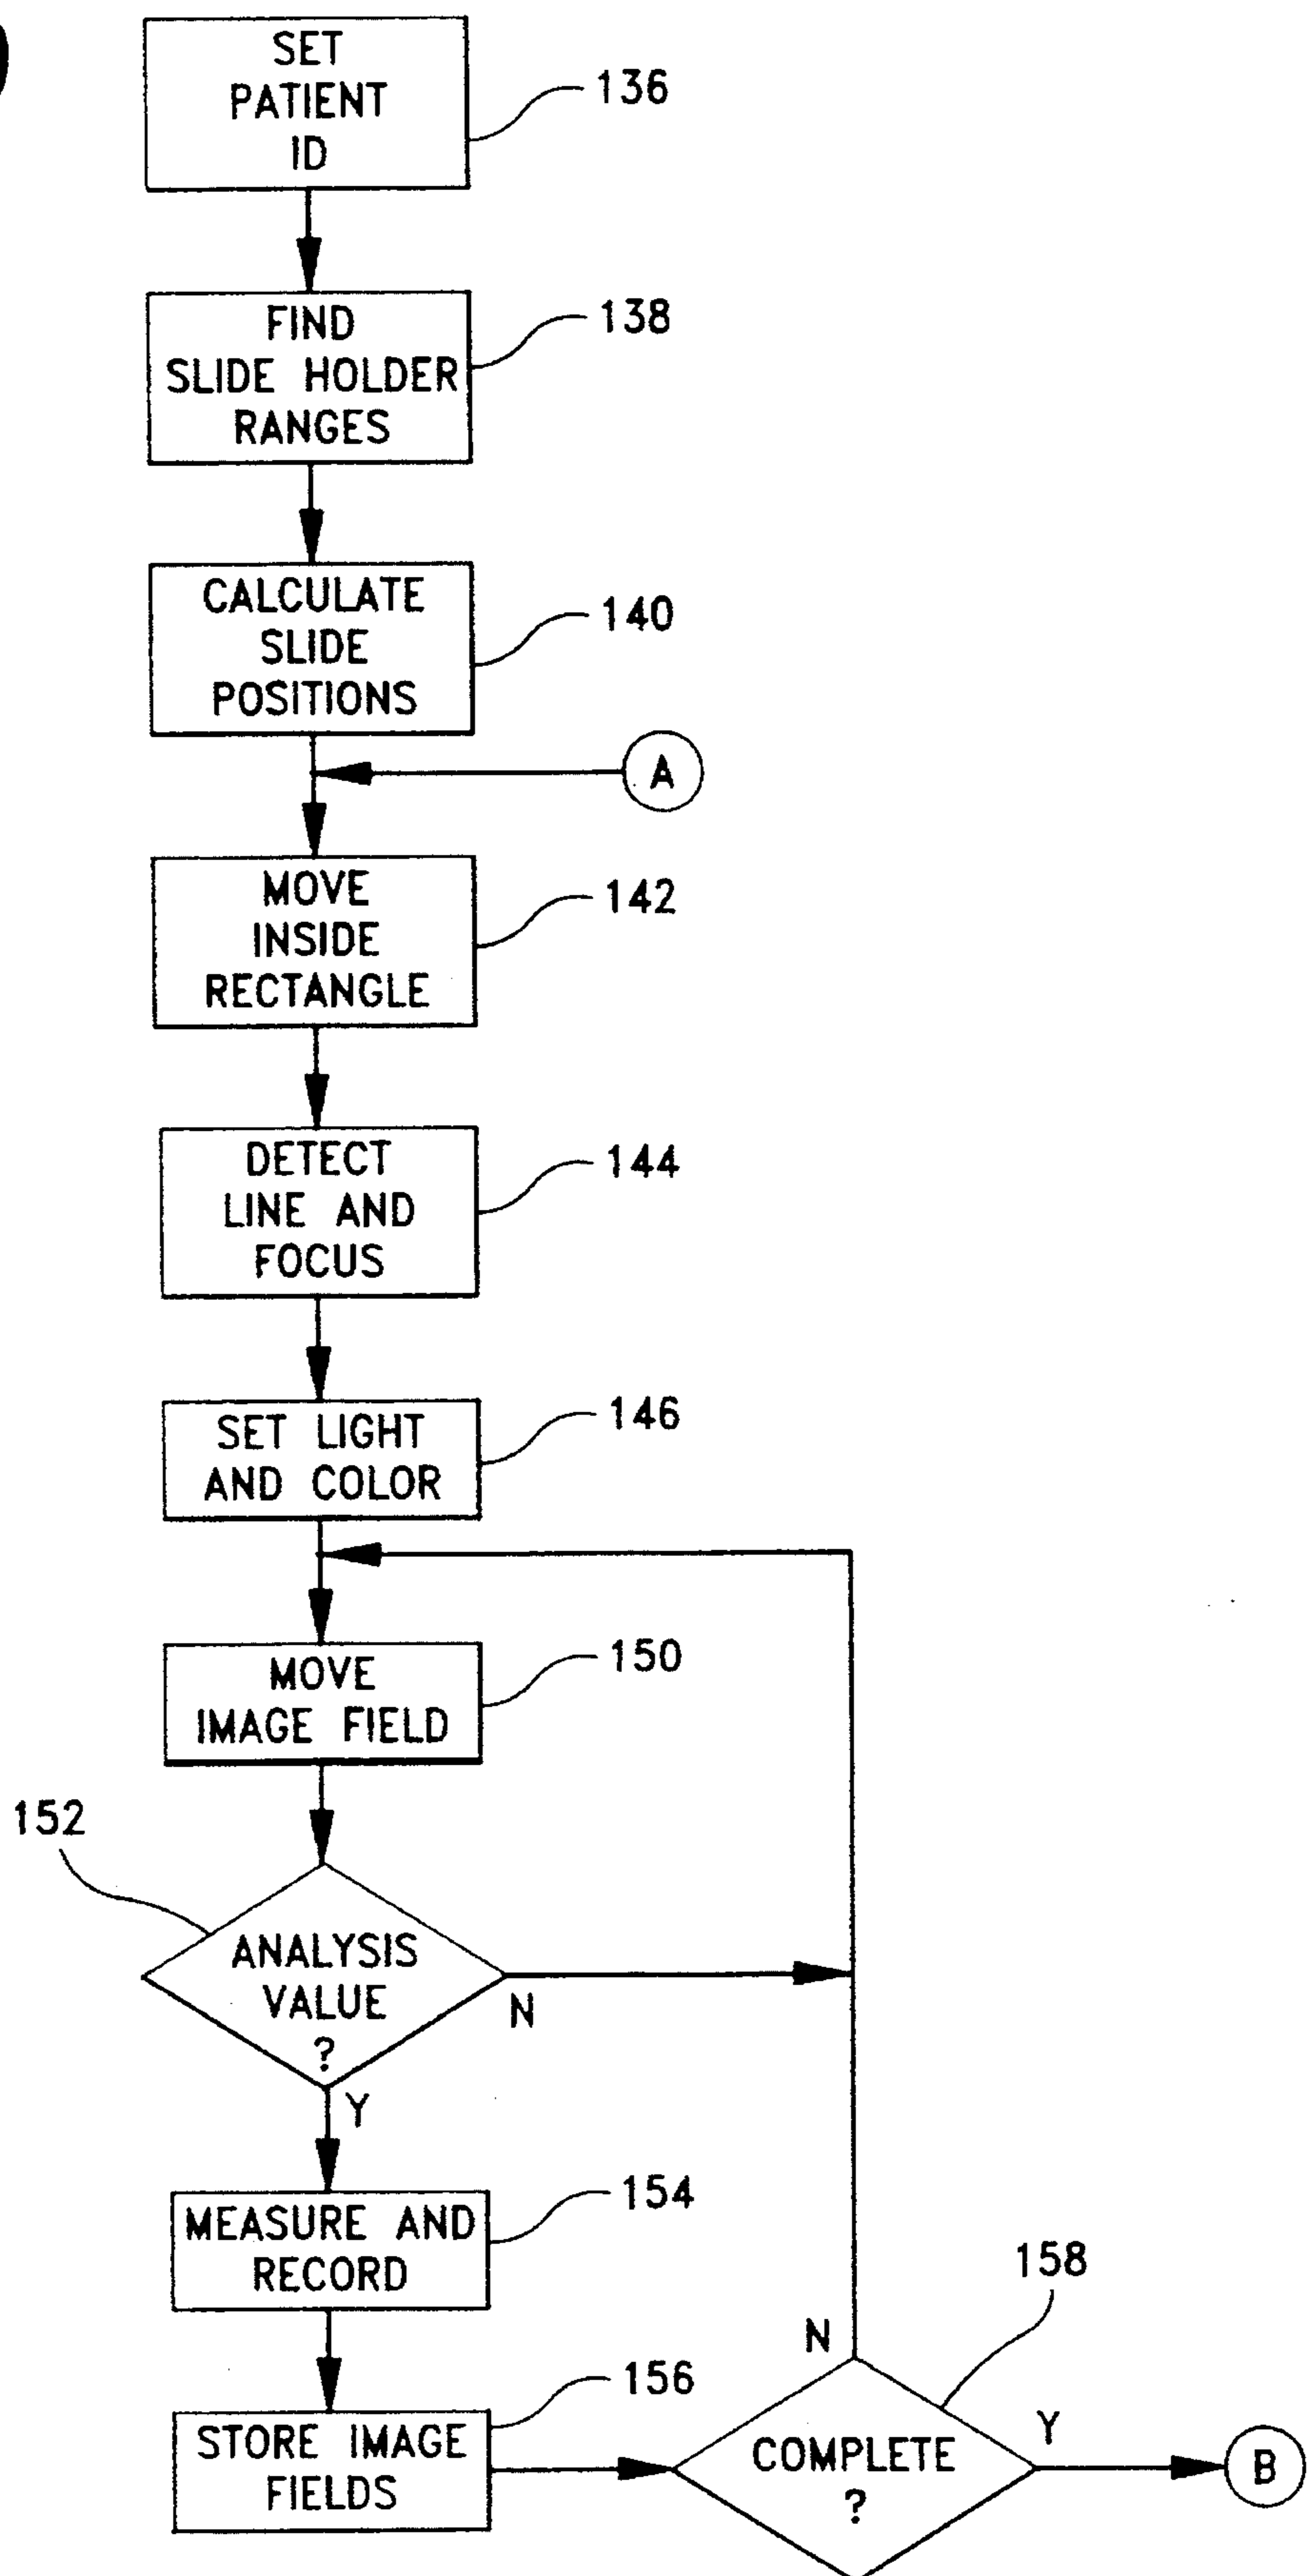 SET
PATIENT
ID
136
FIND
SLIDE HOLDER
RANGES
138
CALCULATE
SLIDE
POSITIONS
140
A
MOVE
INSIDE
RECTANGLE
142
DETECT
LINE AND
FOCUS
144
SET LIGHT
AND COLOR
146
MOVE
IMAGE FIELD
150
152
ANALYSIS
VALUE
?
N
Y
MEASURE AND
RECORD
154
STORE IMAGE
FIELDS
156
158
N
COMPLETE
?
Y
B